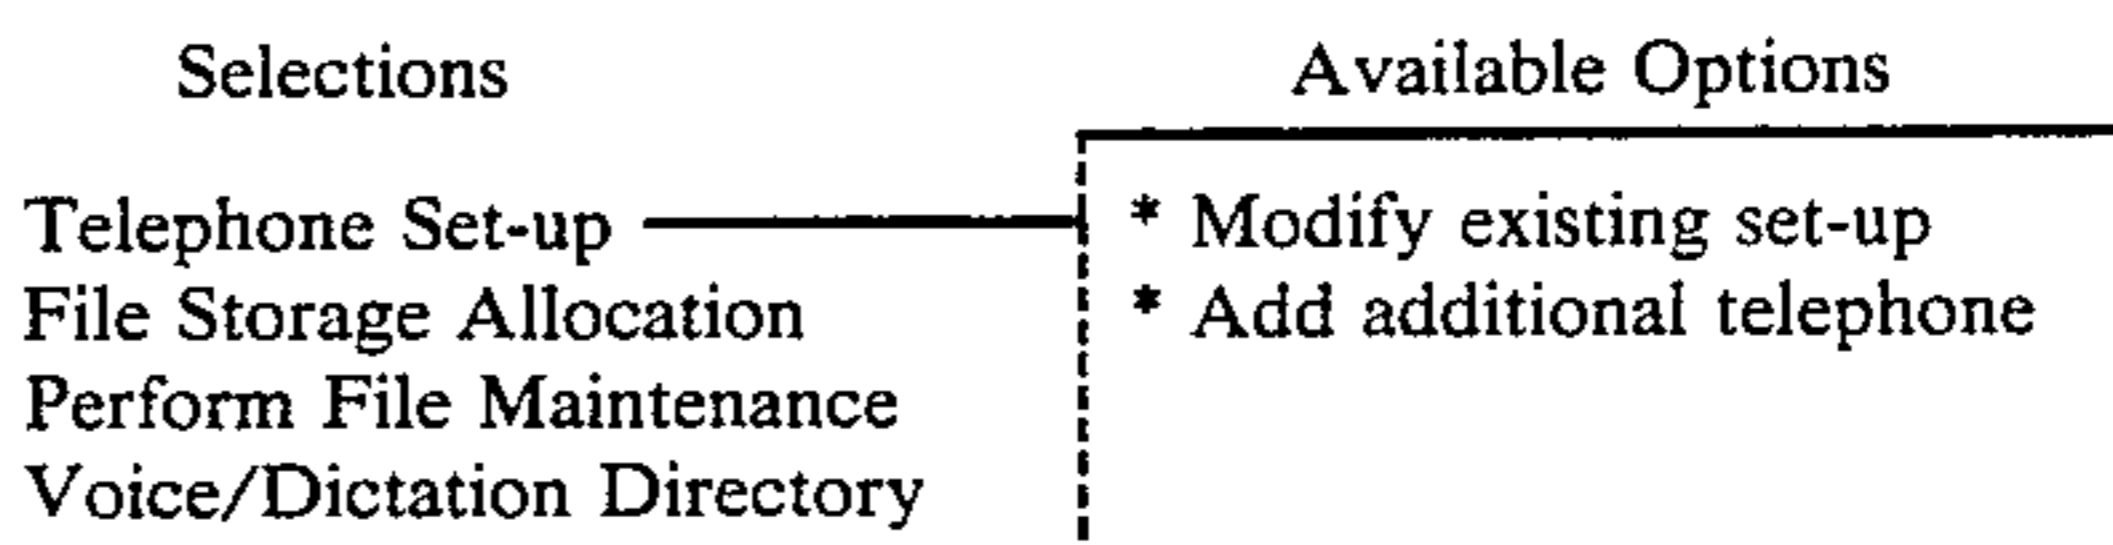 Selections Available Options
Telephone Set-up * Modify existing set-up
File Storage Allocation * Add additional telephone
Perform File Maintenance
Voice/Dictation Directory